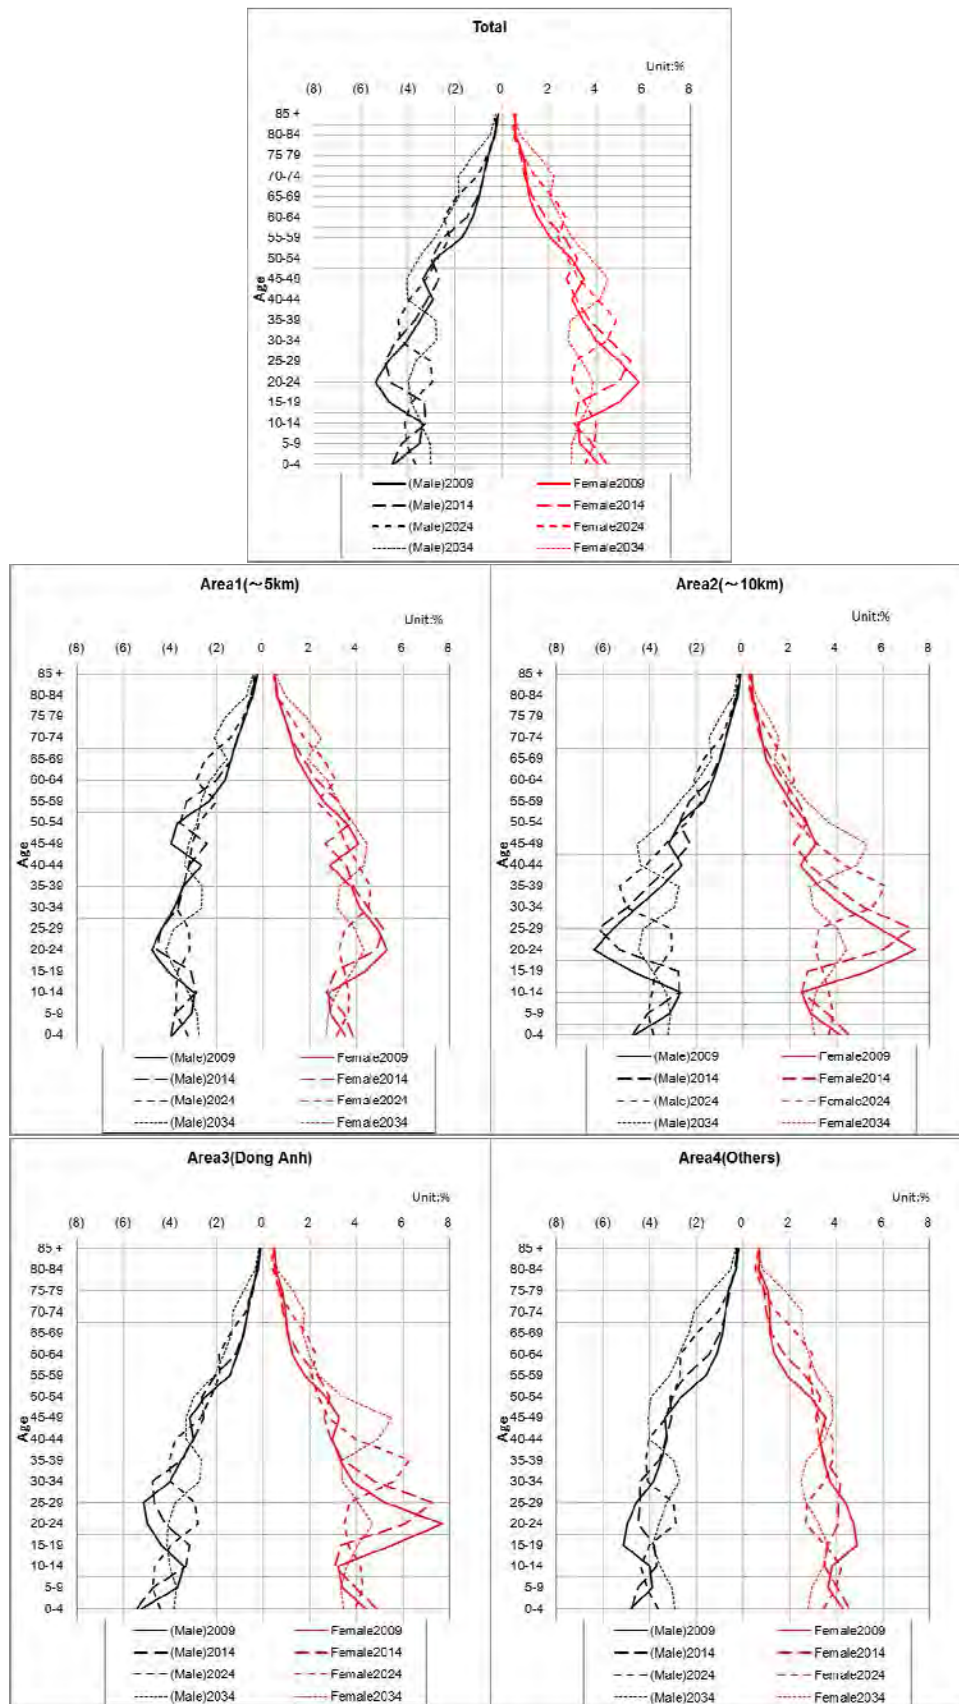 Total
Unit:%
(8) (6) (4) (2) 0 2 4 6 8
85 +
80-84
75 79
70-74
65-69
60-64
55-59
50-54
45-49
40-44
35-39
30-34
25-29
20-24
15-19
10-14
5-9
0-4
Age
(Male)2009 Female2009
(Male)2014 Female2014
(Male)2024 Female2024
(Male)2034 Female2034
Area1(~5km)
Unit:%
(8) (6) (4) (2) 0 2 4 6 8
85 +
80-84
75 79
70-74
65-69
60-64
55-59
50-54
45-49
40-44
35-39
30-34
25-29
20-24
15-19
10-14
5-9
0-4
Age
(Male)2009 Female2009
(Male)2014 Female2014
(Male)2024 Female2024
(Male)2034 Female2034
Area2(~10km)
Unit:%
(8) (6) (4) (2) 0 2 4 6 8
85 +
80-84
75 79
70-74
65-69
60-64
55-59
50-54
45-49
40-44
35-39
30-34
25-29
20-24
15-19
10-14
5-9
0-4
Age
(Male)2009 Female2009
(Male)2014 Female2014
(Male)2024 Female2024
(Male)2034 Female2034
Area3(Dong Anh)
Unit:%
(8) (6) (4) (2) 0 2 4 6 8
85 +
80-84
75-79
70-74
65-69
60-64
55-59
50-54
45-49
40-44
35-39
30-34
25-29
20-24
15-19
10-14
5-9
0-4
Age
(Male)2009 Female2009
(Male)2014 Female2014
(Male)2024 Female2024
(Male)2034 Female2034
Area4(Others)
Unit:%
(8) (6) (4) (2) 0 2 4 6 8
85 +
80-84
75-79
70-74
65-69
60-64
55-59
50-54
45-49
40-44
35-39
30-34
25-29
20-24
15-19
10-14
5-9
0-4
Age
(Male)2009 Female2009
(Male)2014 Female2014
(Male)2024 Female2024
(Male)2034 Female2034